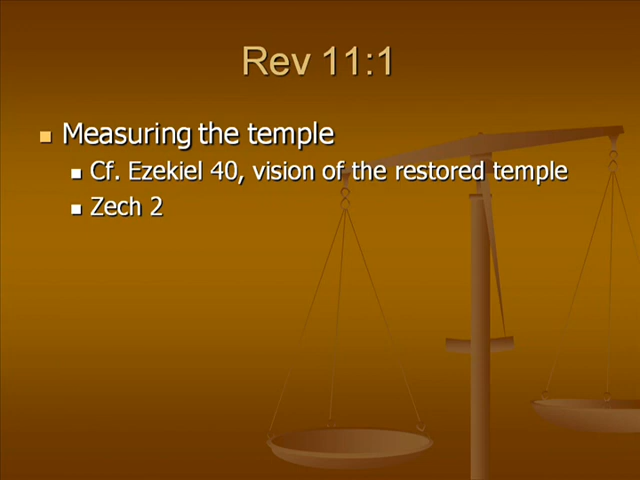 Rev 11:1
Measuring the temple
Cf. Ezekiel 40, vision of the restored temple
Zech 2